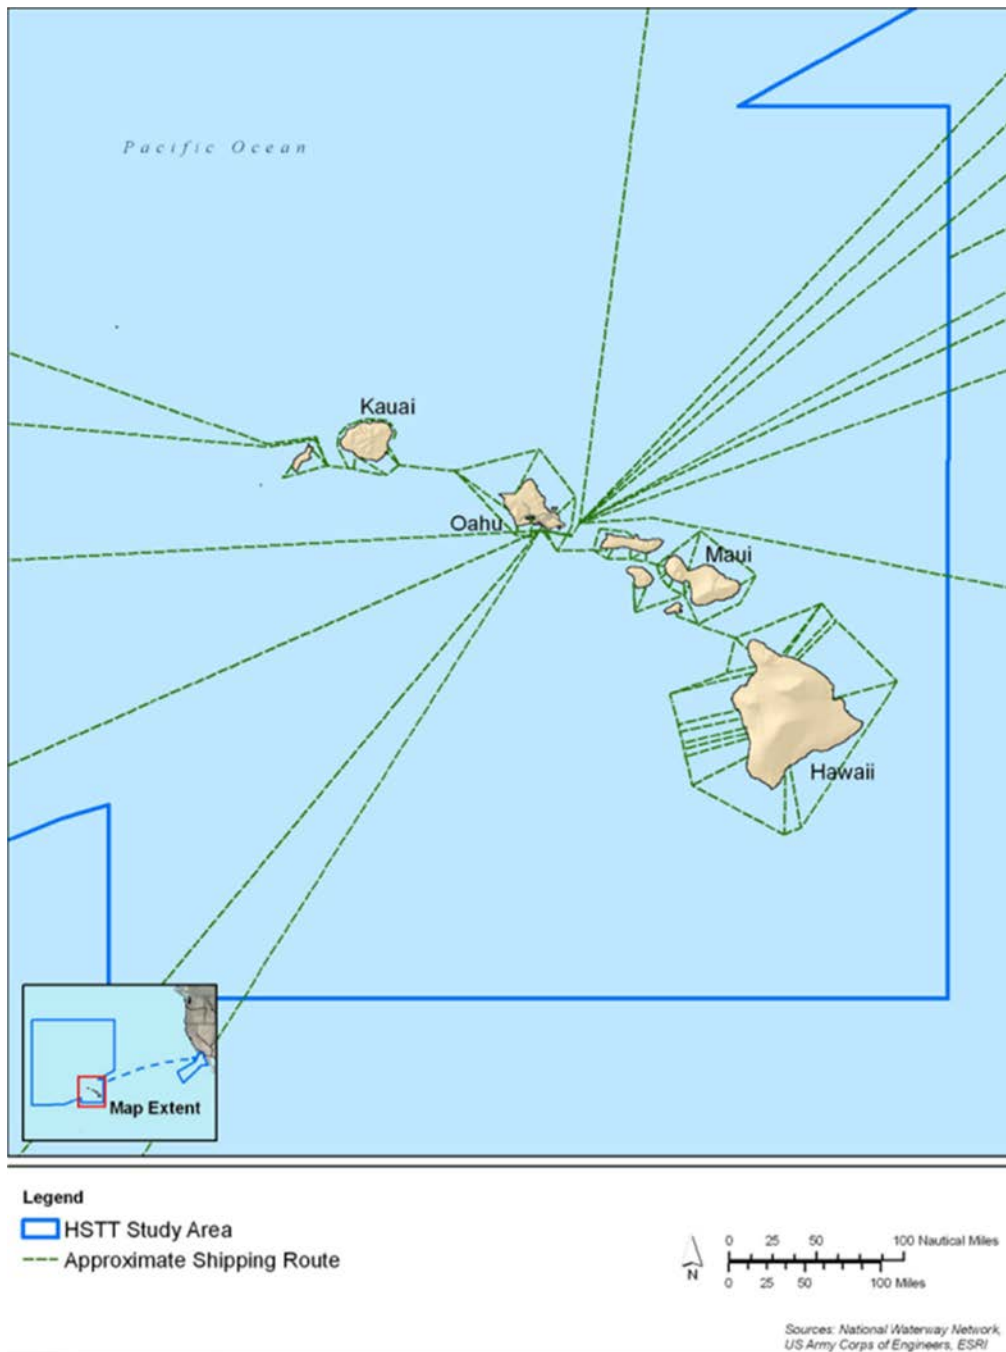 Pacific Ocean
Kauai
Oahu
Maui
Hawaii
Map Extent
Legend
HSTT Study Area
Approximate Shipping Route
N
0 25 50 100 Nautical Miles
0 25 50 100 Miles
Sources: National Waterway Network,
US Army Corps of Engineers, ESRI